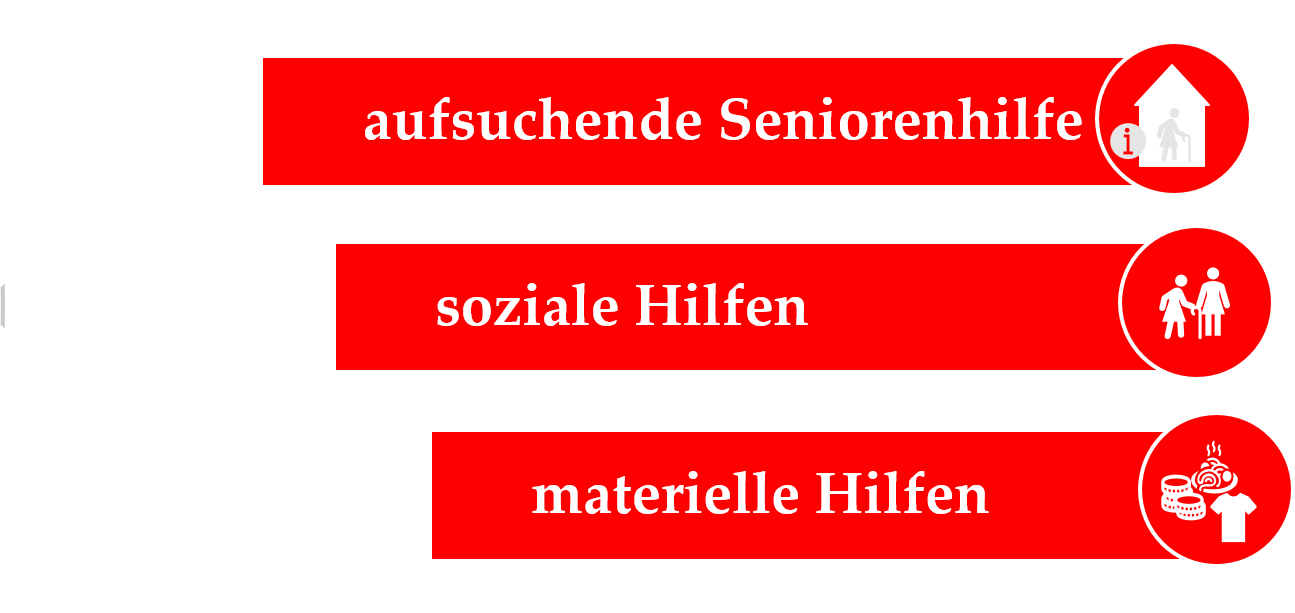 aufsuchende Seniorenhilfe
i
soziale Hilfen
materielle Hilfen